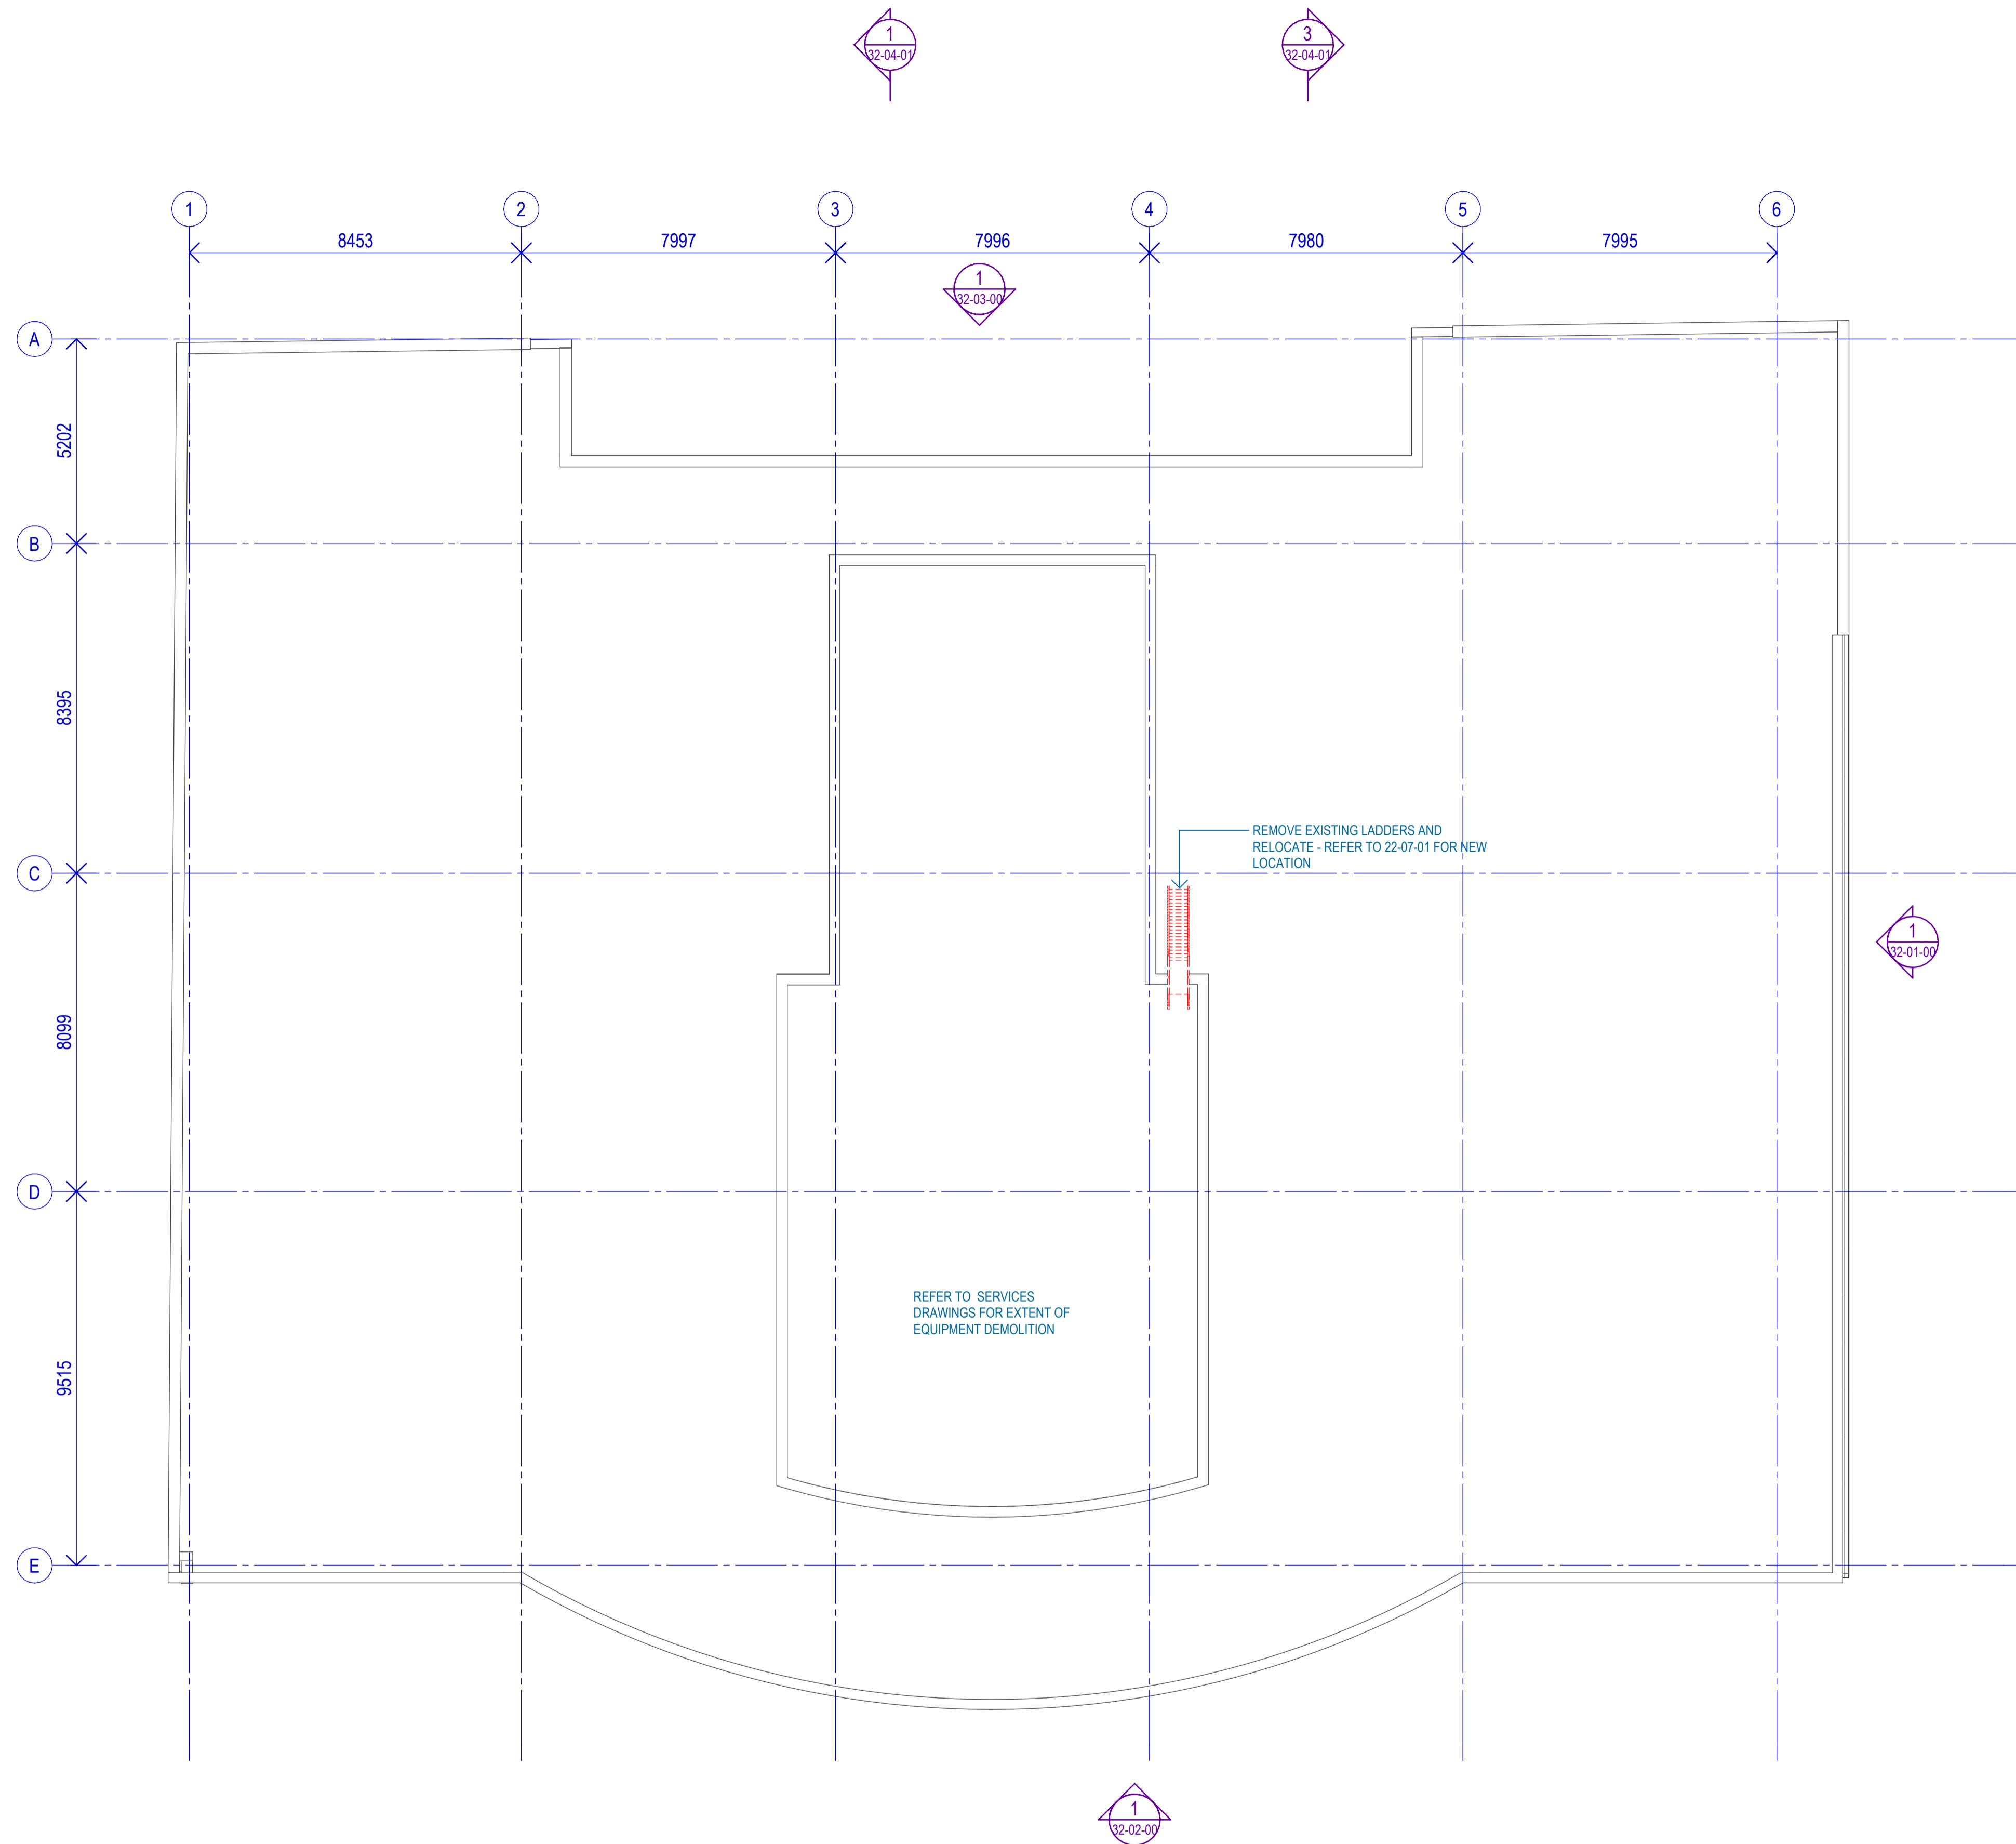 1
32-04-01
3
32-04-01
1
2
3
4
5
6
8453
7997
7996
7980
7995
1
32-03-00
A
5202
B
8395
REMOVE EXISTING LADDERS AND
RELOCATE - REFER TO 22-07-01 FOR NEW
LOCATION
C
1
32-01-00
8099
D
REFER TO SERVICES
DRAWINGS FOR EXTENT OF
EQUIPMENT DEMOLITION
9515
E
1
32-02-00